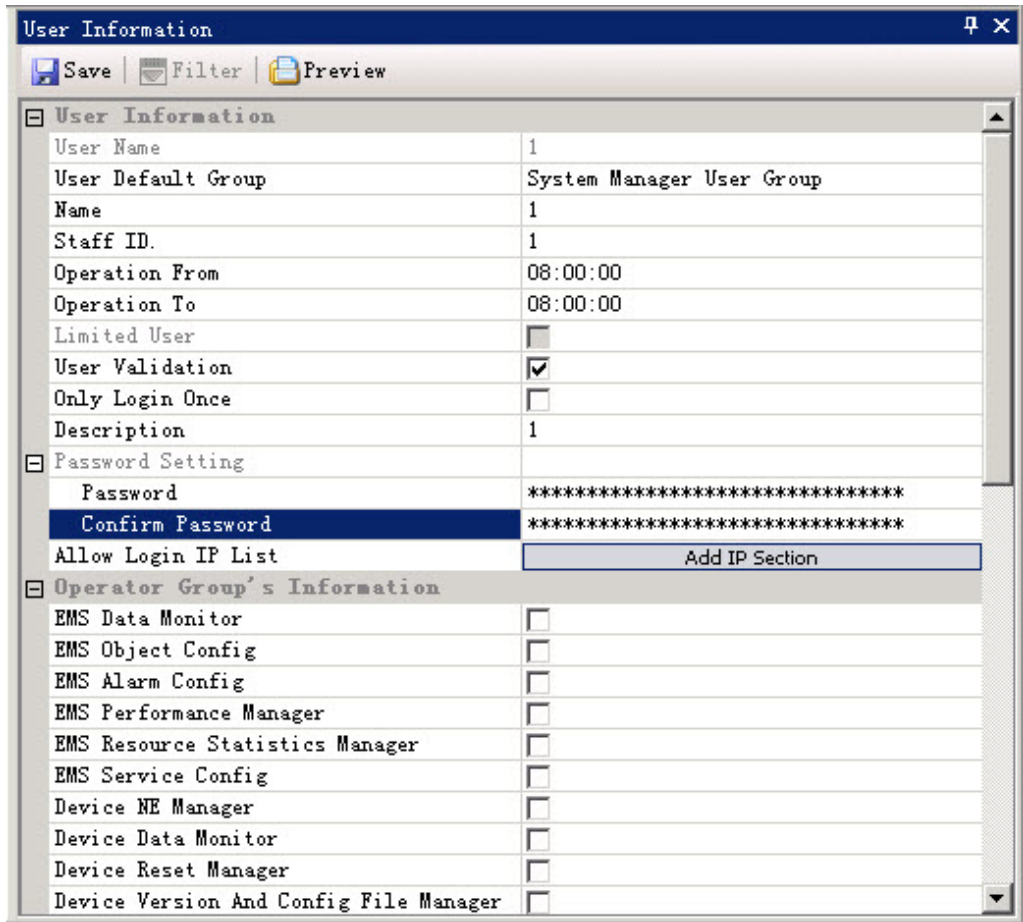 User Information
Save Filter Preview
User Information
User Name 1
User Default Group System Manager User Group
Name 1
Staff ID. 1
Operation From 08:00:00
Operation To 08:00:00
Limited User
User Validation
Only Login Once
Description 1
Password Setting
Password ********************************
Confirm Password ********************************
Allow Login IP List Add IP Section
Operator Group's Information
EMS Data Monitor
EMS Object Config
EMS Alarm Config
EMS Performance Manager
EMS Resource Statistics Manager
EMS Service Config
Device NE Manager
Device Data Monitor
Device Reset Manager
Device Version And Config File Manager